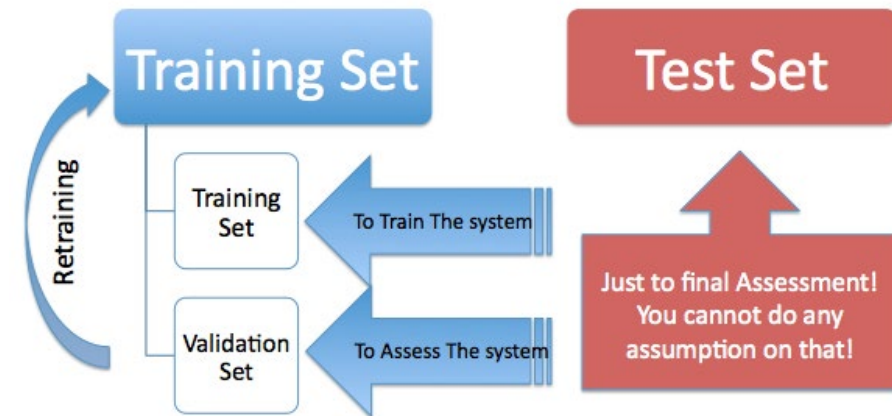 Training Set
Test Set
Retraining
Training
Set
To Train The system
Validation
Set
To Assess The system
Just to final Assessment!
You cannot do any
assumption on that!